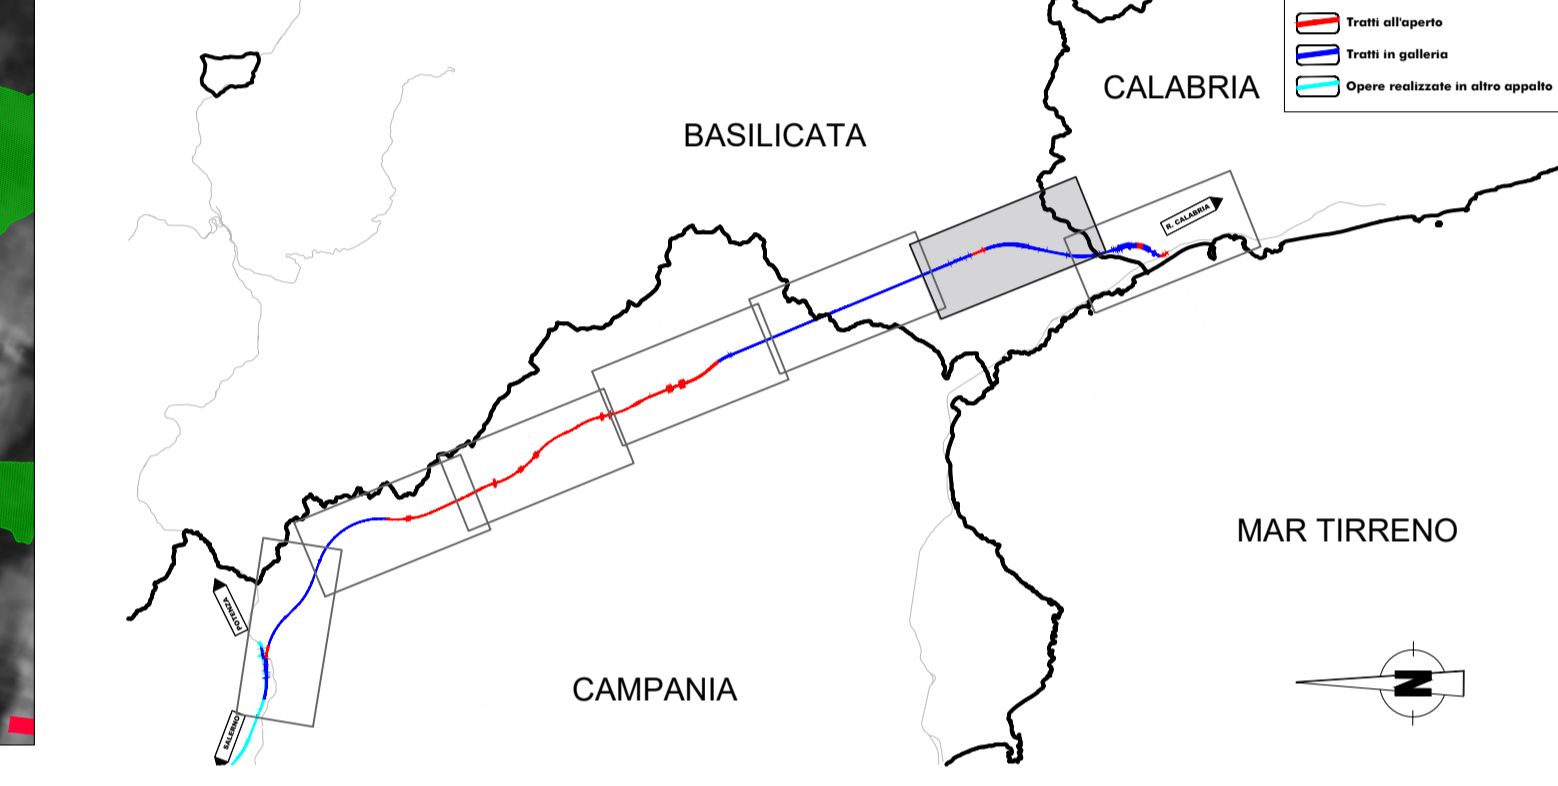 Tratti all'aperto
Tratti in galleria
Opere realizzate in altro appalto
CALABRIA
BASILICATA
R. CALABRIA
MAR TIRRENO
POTENZA
CAMPANIA
N
SALERNO